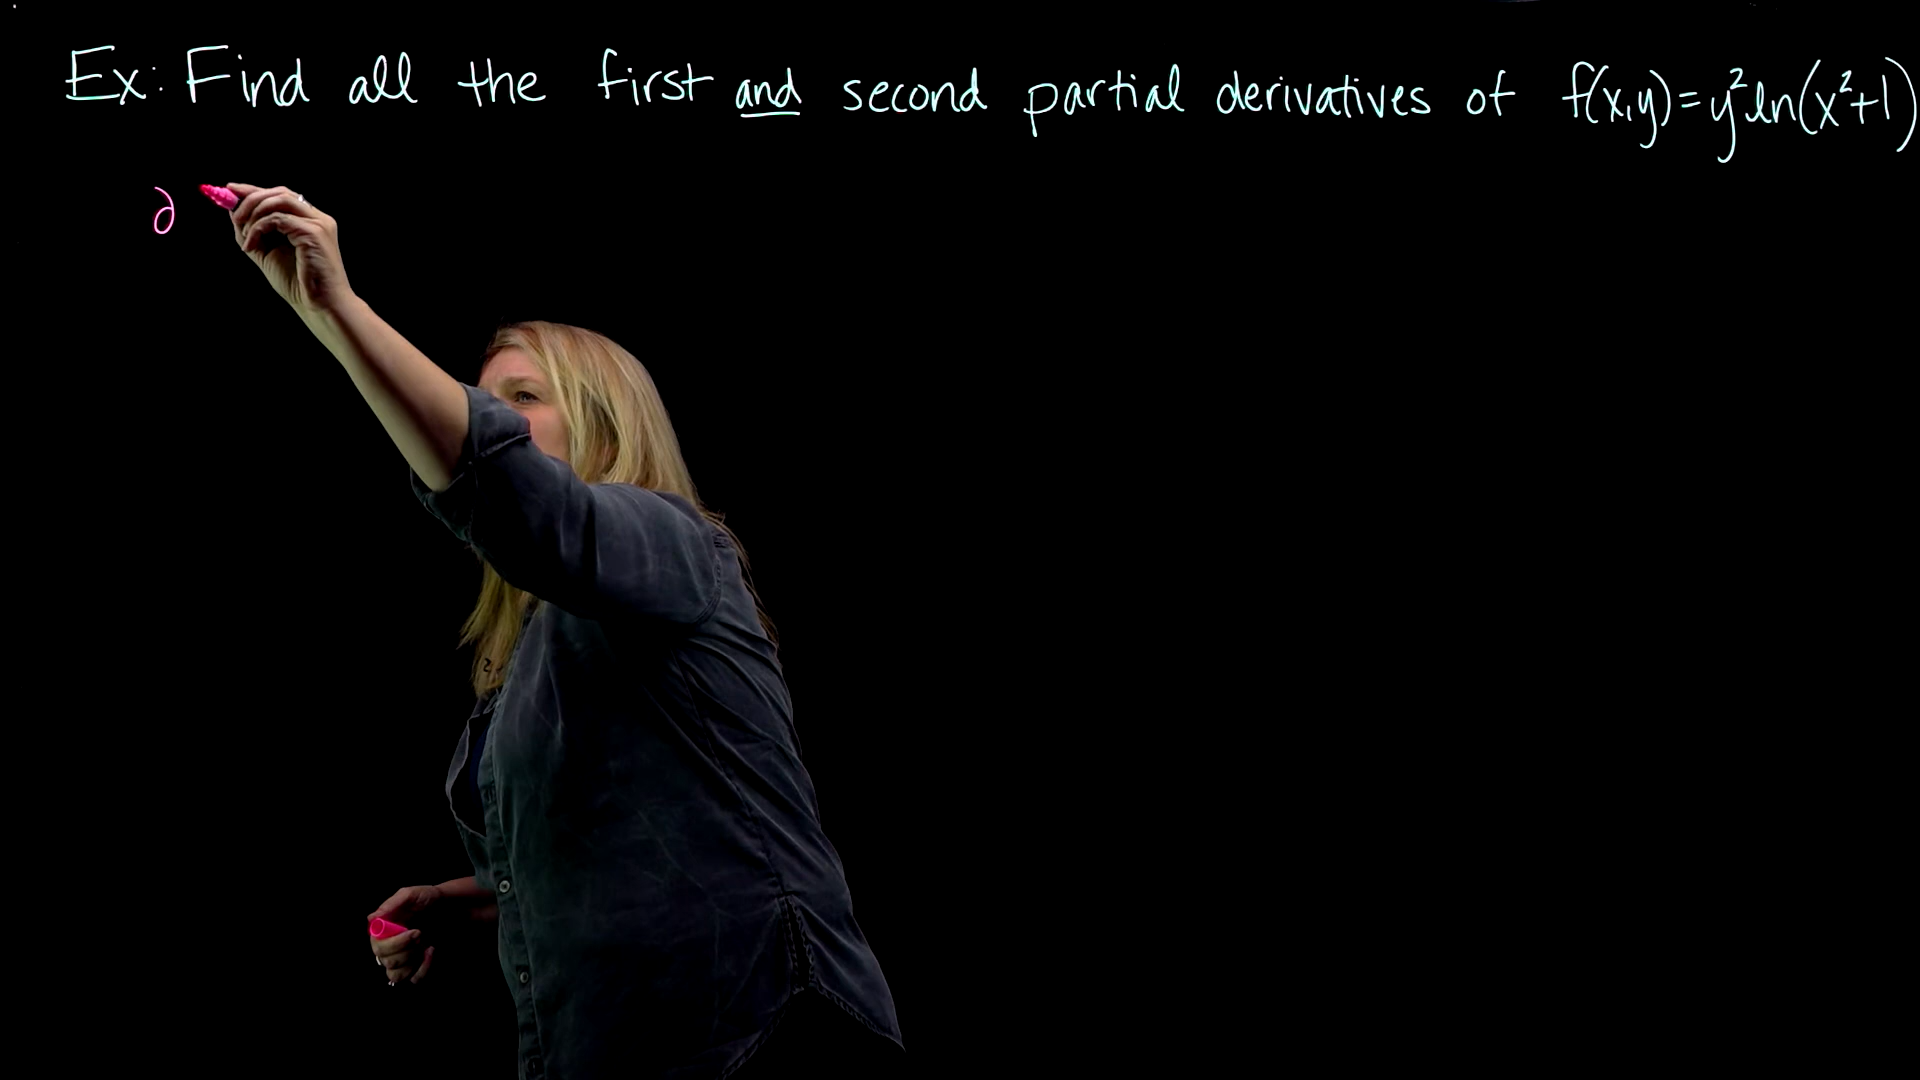 Ex: Find all the first and second partial derivatives of f(x,y)=y²ln(x²+1)
∂